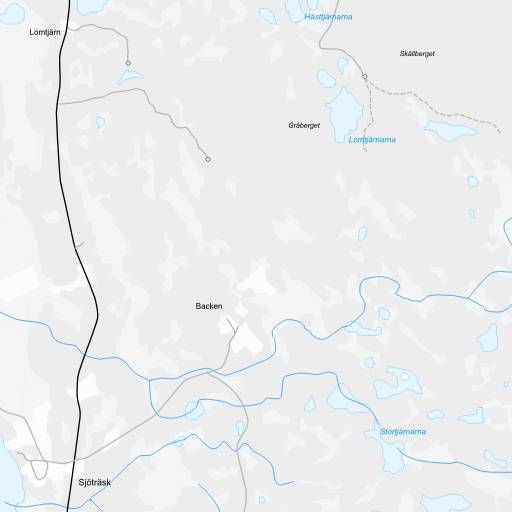 Hästtjärnarna
Lomtjärn
Skällberget
Gråberget
Lomtjärnarna
Backen
Stortjärnarna
Sjöträsk